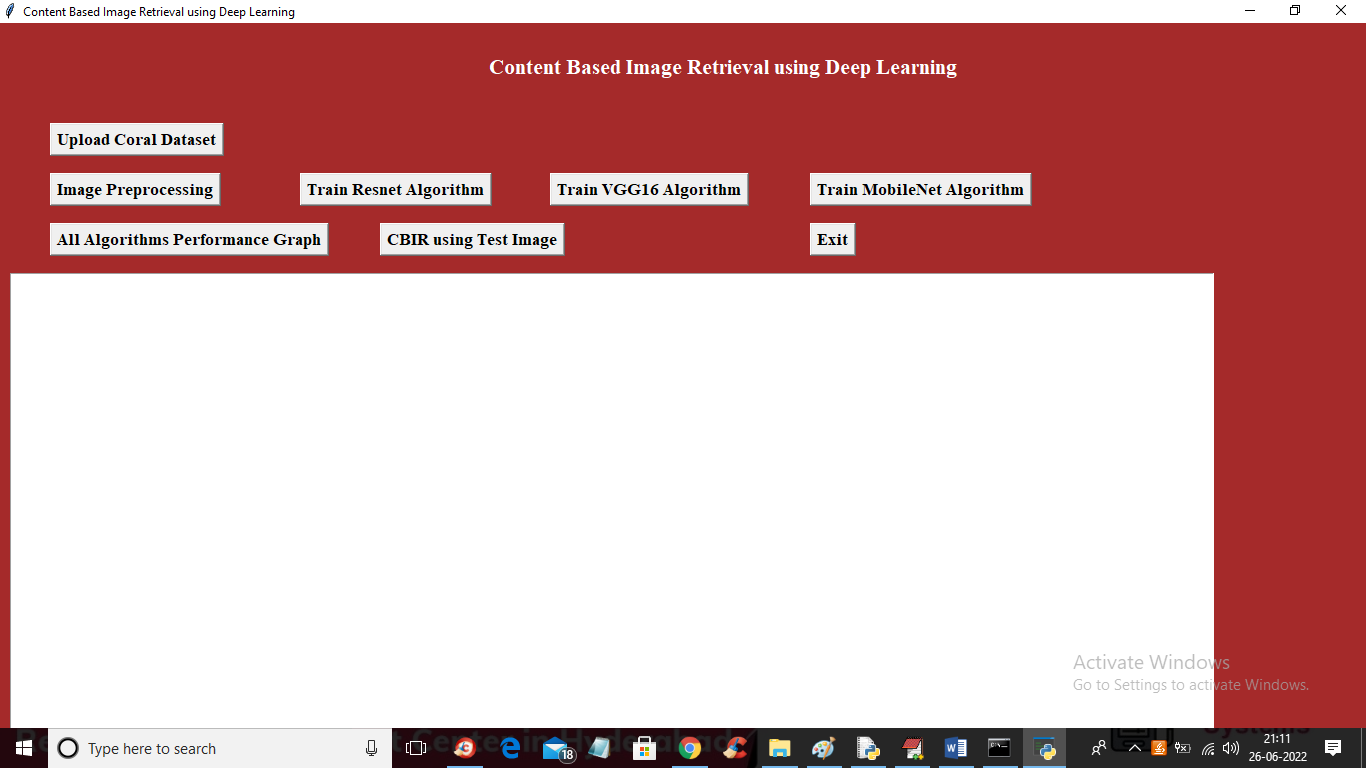 Content Based Image Retrieval using Deep Learning
Content Based Image Retrieval using Deep Learning
Upload Coral Dataset
Image Preprocessing Train Resnet Algorithm Train VGG16 Algorithm Train MobileNet Algorithm
All Algorithms Performance Graph CBIR using Test Image Exit
Activate Windows
Go to Settings to activate Windows.
Systems
Type here to search 18 21:11
26-06-2022